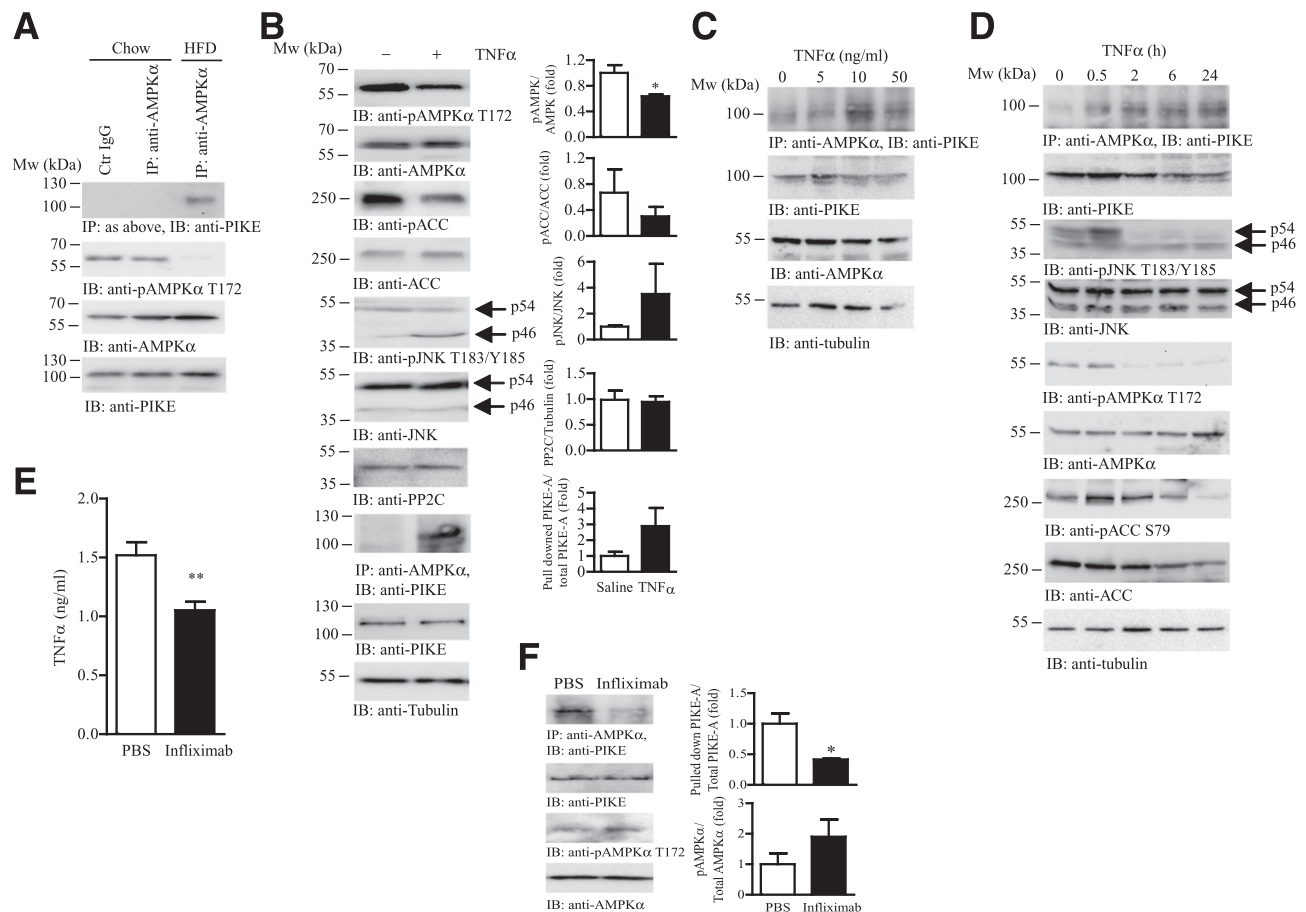 A
Chow HFD
Ctr IgG
IP: anti-AMPKα
IP: anti-AMPKα
Mw (kDa)
130
100
IP: as above, IB: anti-PIKE
70
55
IB: anti-pAMPKα T172
70
55
IB: anti-AMPKα
130
100
IB: anti-PIKE
B
Mw (kDa) − + TNFα
70
55
IB: anti-pAMPKα T172
70
55
IB: anti-AMPKα
250
IB: anti-pACC
250
IB: anti-ACC
55
p54
p46
35
IB: anti-pJNK T183/Y185
55
p54
p46
35
IB: anti-JNK
55
35
IB: anti-PP2C
130
100
IP: anti-AMPKα,
IB: anti-PIKE
130
100
IB: anti-PIKE
55
IB: anti-Tubulin
pAMPK/
AMPK (fold)
1.2
0.8
0.4
0.0
*
pACC/ACC (fold)
1.2
0.8
0.4
0.0
pJNK/JNK (fold)
6
4
2
0
PP2C/Tubulin (fold)
1.5
1.0
0.5
0.0
Pull downed PIKE-A/
total PIKE-A (Fold)
5
4
3
2
1
0
Saline TNFα
C
TNFα (ng/ml)
Mw (kDa) 0 5 10 50
100
IP: anti-AMPKα, IB: anti-PIKE
100
IB: anti-PIKE
55
IB: anti-AMPKα
55
IB: anti-tubulin
D
TNFα (h)
Mw (kDa) 0 0.5 2 6 24
100
IP: anti-AMPKα, IB: anti-PIKE
100
IB: anti-PIKE
55
p54
p46
35
IB: anti-pJNK T183/Y185
55
p54
p46
35
IB: anti-JNK
55
IB: anti-pAMPKα T172
55
IB: anti-AMPKα
250
IB: anti-pACC S79
250
IB: anti-ACC
55
IB: anti-tubulin
E
TNFα (ng/ml)
2.0
1.5
1.0
0.5
0.0
**
PBS Infliximab
F
PBS Infliximab
IP: anti-AMPKα,
IB: anti-PIKE
IB: anti-PIKE
IB: anti-pAMPKα T172
IB: anti-AMPKα
Pulled down PIKE-A/
Total PIKE-A (fold)
1.5
1.0
0.5
0.0
*
pAMPKα/
Total AMPKα (fold)
3
2
1
0
PBS Infliximab